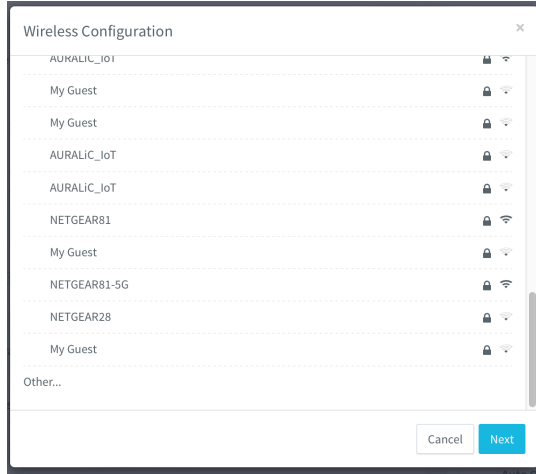 Wireless Configuration
×
AURALiC_IoT
My Guest
My Guest
AURALiC_IoT
AURALiC_IoT
NETGEAR81
My Guest
NETGEAR81-5G
NETGEAR28
My Guest
Other...
Cancel
Next